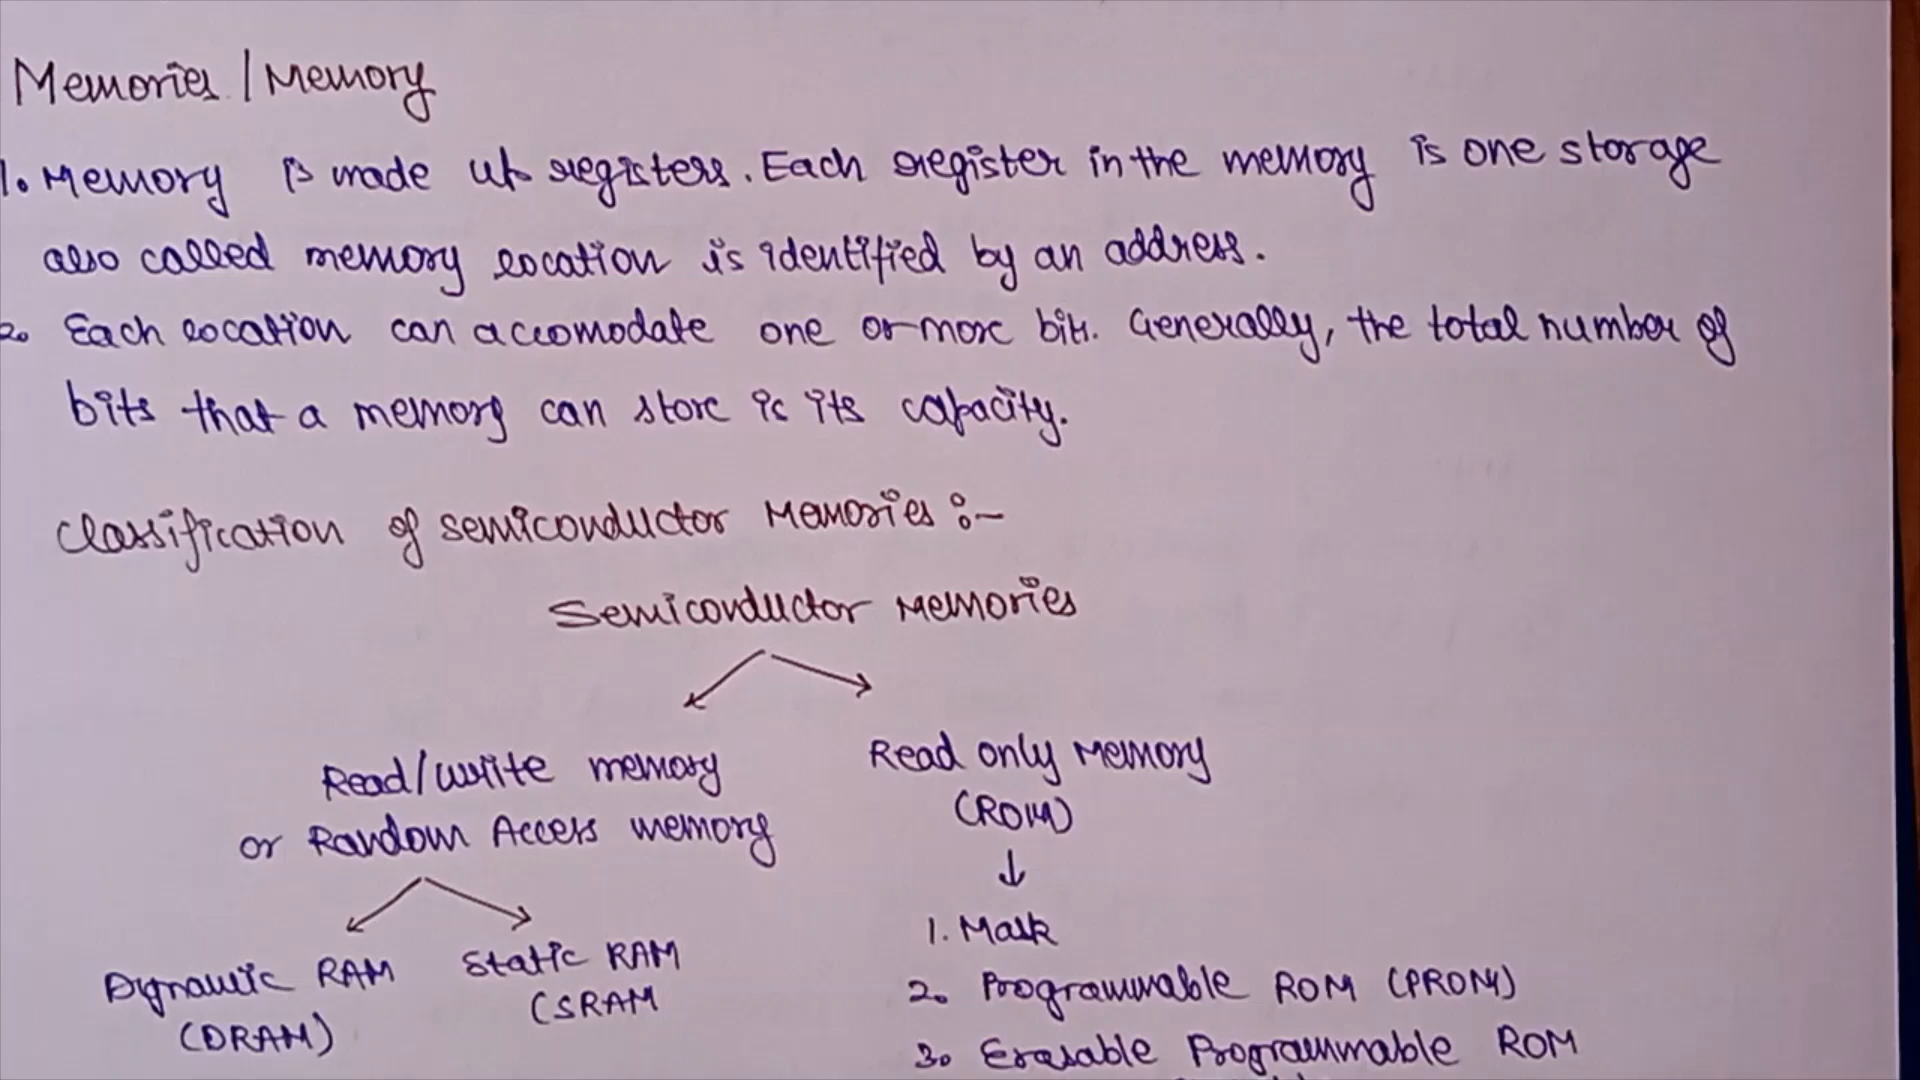 Memories / Memory
1. Memory is made up registers. Each register in the memory is one storage
also called memory location is identified by an address.
2. Each location can accomodate one or more bits. Generally, the total number of
bits that a memory can store is its capacity.
Classification of semiconductor Memories :-
Semiconductor Memories
Read/write memory
or Random Access memory
Read only Memory
(ROM)
Dynamic RAM
(DRAM)
Static RAM
(SRAM
1. Mask
2. Programmable ROM (PROM)
3. Erasable Programmable ROM